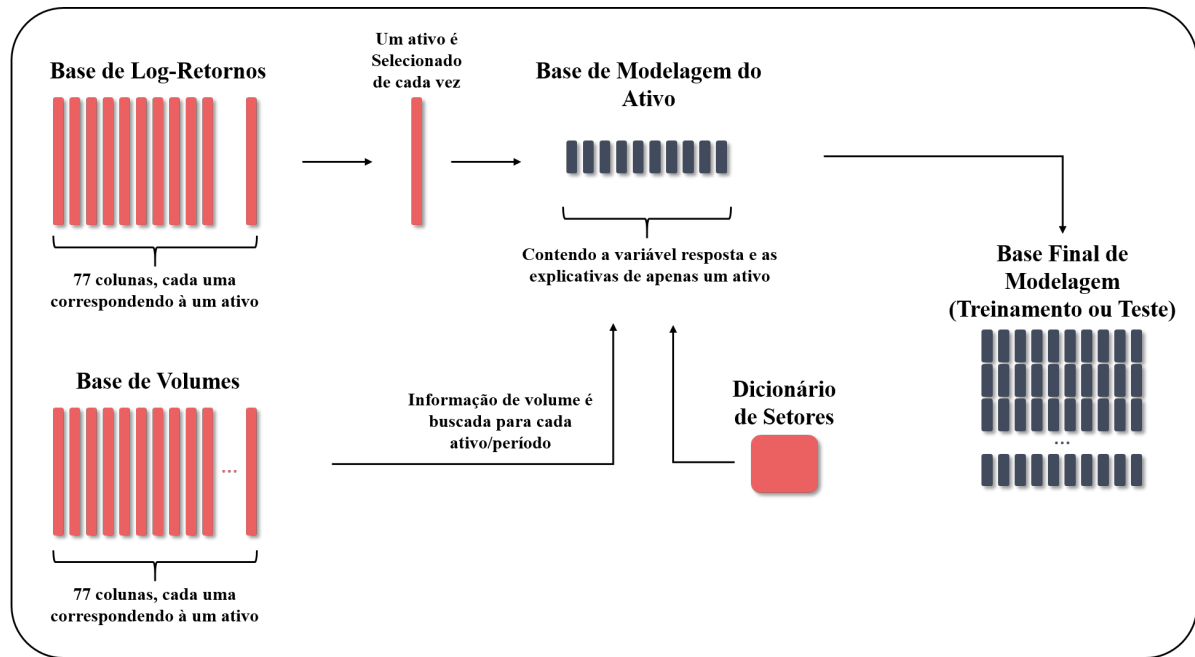 Base de Log-Retornos
77 colunas, cada uma
correspondendo à um ativo
Um ativo é
Selecionado
de cada vez
Base de Modelagem do
Ativo
Contendo a variável resposta e as
explicativas de apenas um ativo
Base Final de
Modelagem
(Treinamento ou Teste)
...
Base de Volumes
...
77 colunas, cada uma
correspondendo à um ativo
Informação de volume é
buscada para cada
ativo/período
Dicionário
de Setores